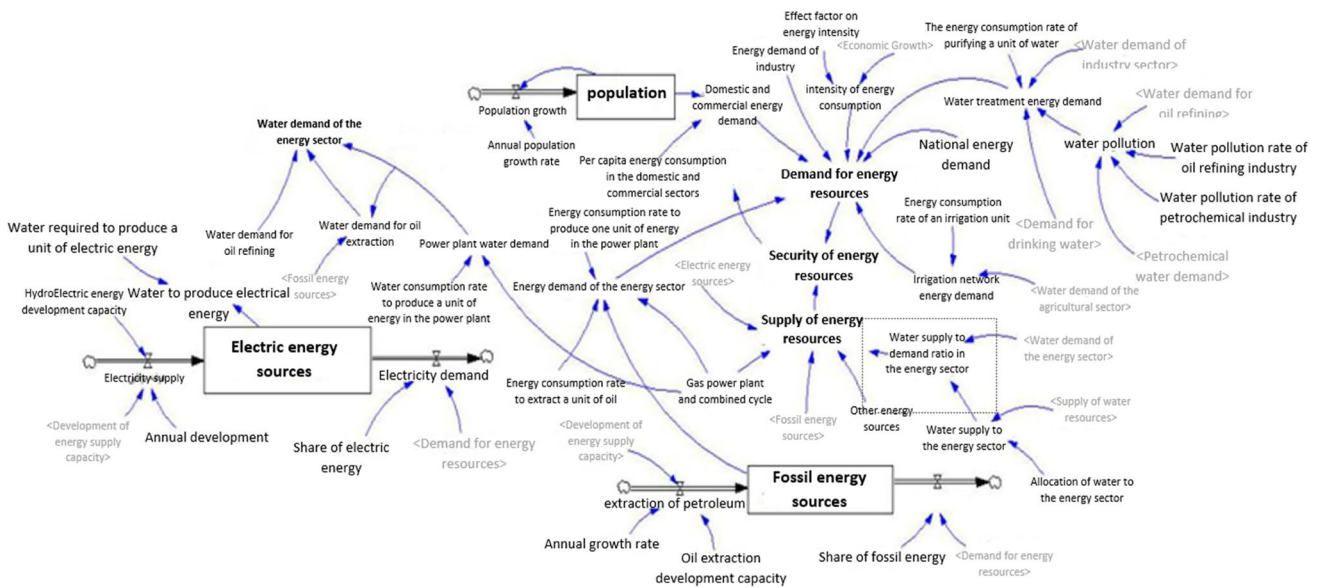 Effect factor on
energy intensity
The energy consumption rate of
purifying a unit of water
<Water demand of
industry sector>
Energy demand of
industry
<Economic Growth>
population
Population growth
Domestic and
commercial energy
demand
intensity of energy
consumption
Water treatment energy demand
<Water demand for
oil refining>
Water demand of the
energy sector
Annual population
growth rate
National energy
demand
water pollution
Water pollution rate of
oil refining industry
Per capita energy consumption
in the domestic and
commercial sectors
Demand for energy
resources
Water pollution rate of
petrochemical industry
Water required to produce a
unit of electric energy
Water demand for
oil refining
Water demand for oil
extraction
Energy consumption rate to
produce one unit of energy
in the power plant
Energy consumption
rate of an irrigation unit
<Demand for
drinking water>
Power plant water demand
<Petrochemical
water demand>
<Fossil energy
sources>
<Electric energy
sources>
Security of energy
resources
Irrigation network
energy demand
<Water demand of the
agricultural sector>
HydroElectric energy
development capacity
Water to produce electrical
energy
Water consumption rate
to produce a unit of
energy in the power plant
Energy demand of the energy sector
Supply of energy
resources
Water supply to
demand ratio in
the energy sector
<Water demand of
the energy sector>
Electric energy
sources
Electricity supply
Electricity demand
Energy consumption rate
to extract a unit of oil
Gas power plant
and combined cycle
<Development of
energy supply
capacity>
Annual development
Share of electric
energy
<Demand for energy
resources>
<Fossil energy
sources>
Other energy
sources
Water supply to
the energy sector
<Supply of water
resources>
<Development of
energy supply
capacity>
Fossil energy
sources
Allocation of water to
the energy sector
extraction of petroleum
Annual growth rate
Oil extraction
development capacity
Share of fossil energy
<Demand for energy
resources>